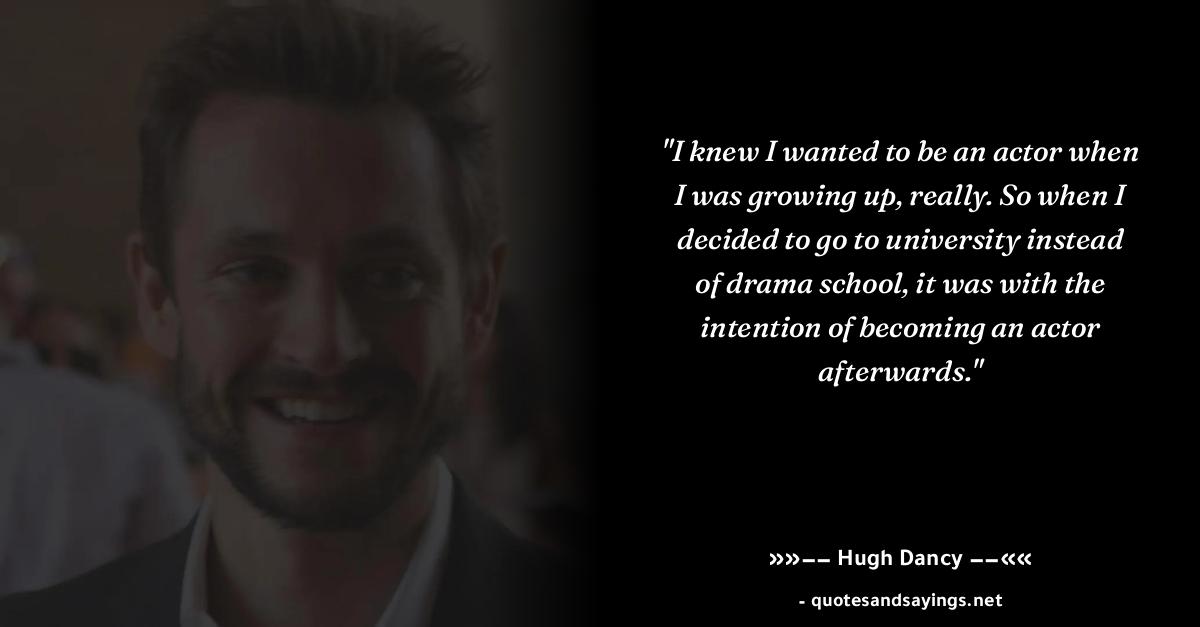 "I knew I wanted to be an actor when
I was growing up, really. So when I
decided to go to university instead
of drama school, it was with the
intention of becoming an actor
afterwards."
»»−− Hugh Dancy −−««
- quotesandsayings.net